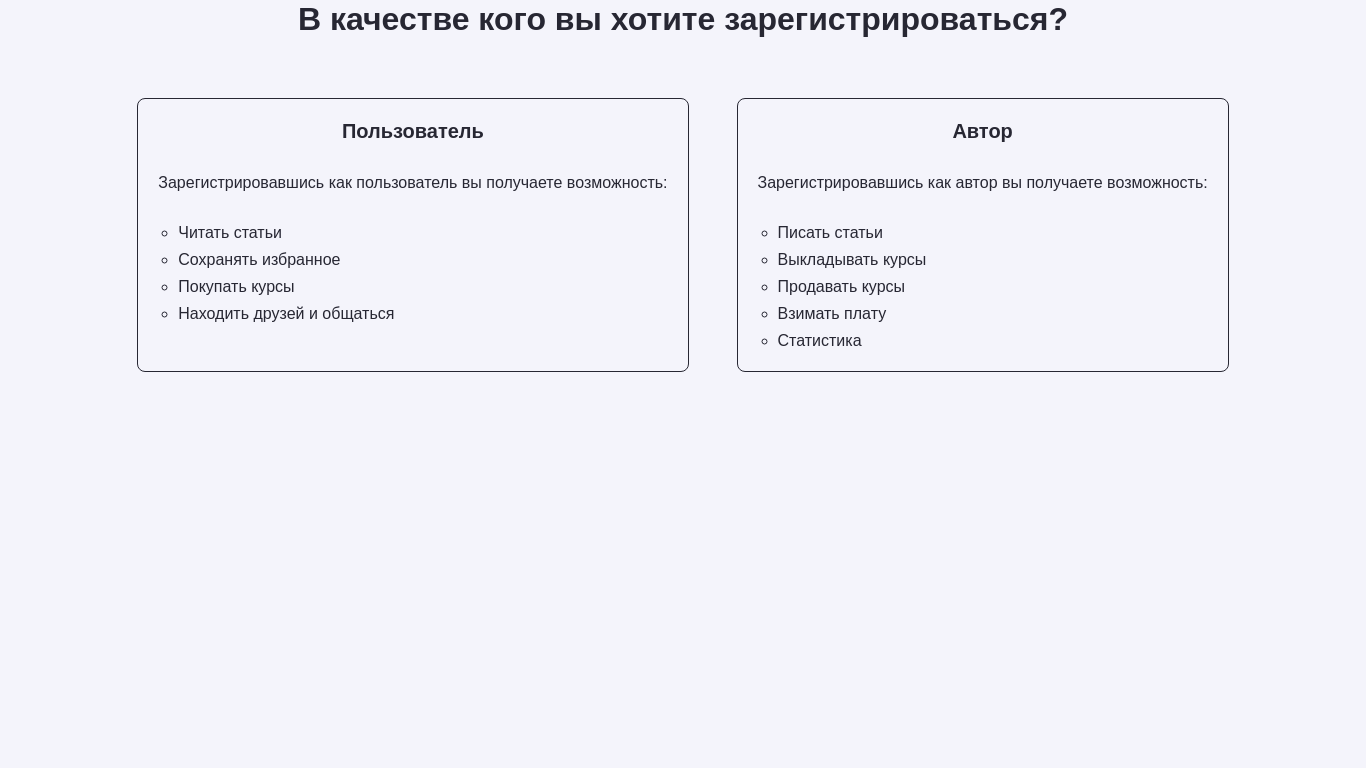 В качестве кого вы хотите зарегистрироваться?
Пользователь
Зарегистрировавшись как пользователь вы получаете возможность:
Читать статьи
Сохранять избранное
Покупать курсы
Находить друзей и общаться
Автор
Зарегистрировавшись как автор вы получаете возможность:
Писать статьи
Выкладывать курсы
Продавать курсы
Взимать плату
Статистика